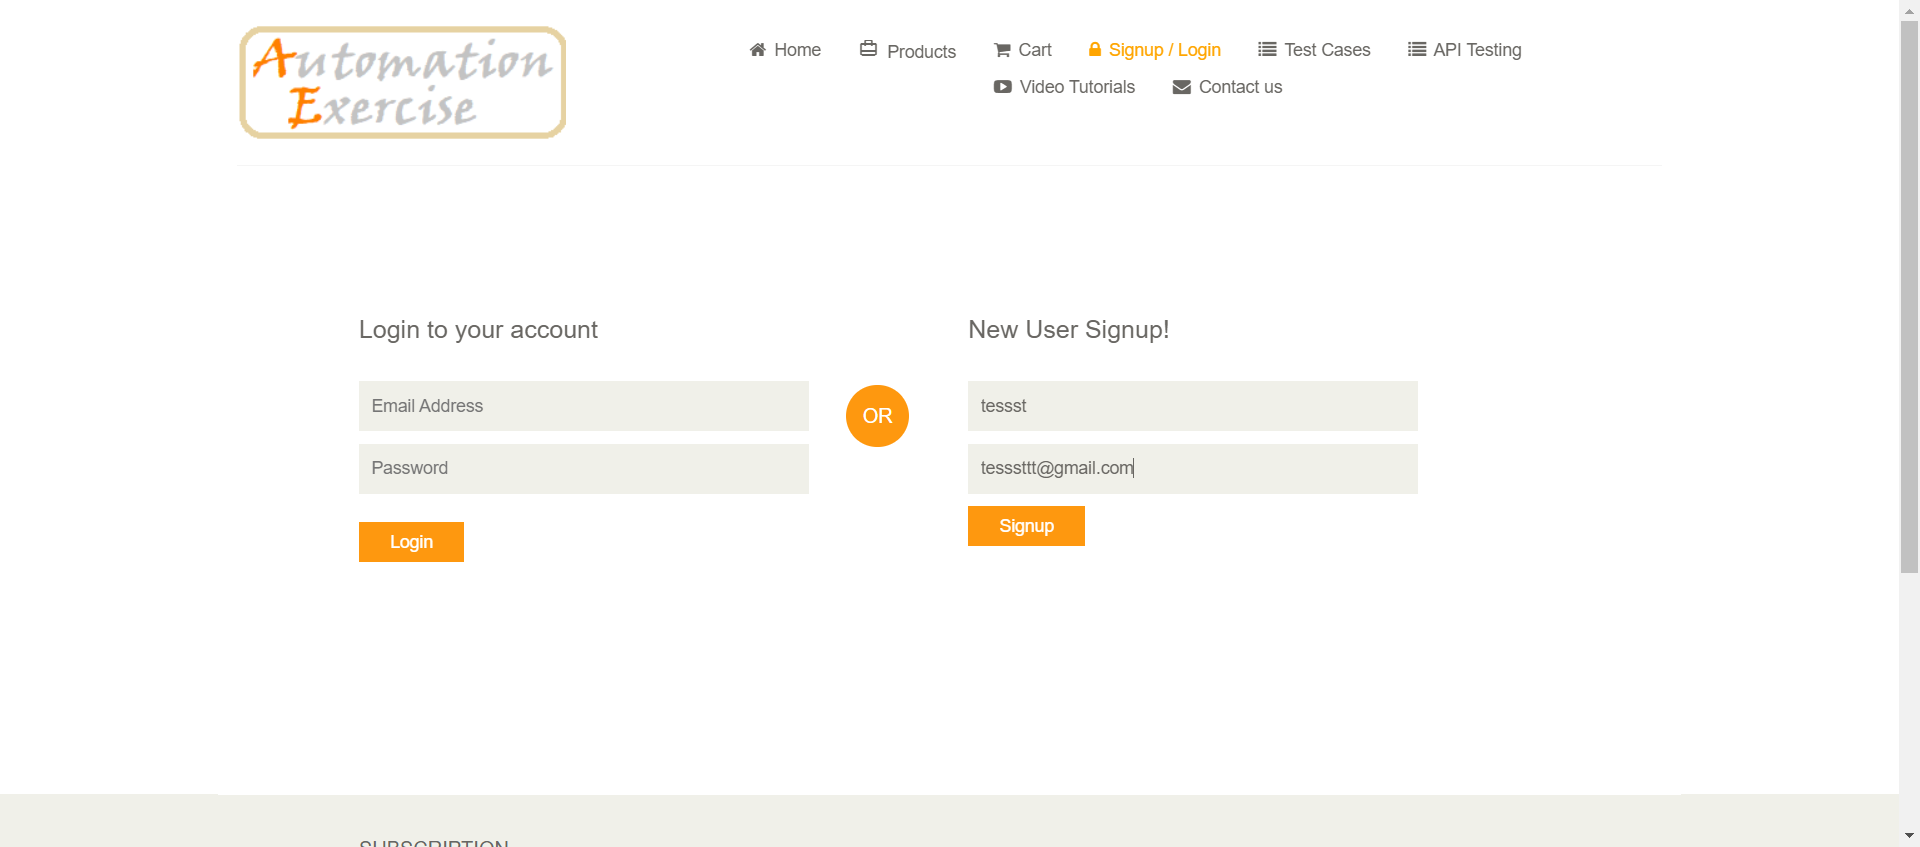 Automation
Exercise
Home Products Cart Signup / Login Test Cases API Testing
Video Tutorials Contact us
Login to your account
Email Address
Password
Login
OR
New User Signup!
tessst
tesssttt@gmail.com
Signup
SUBSCRIPTION